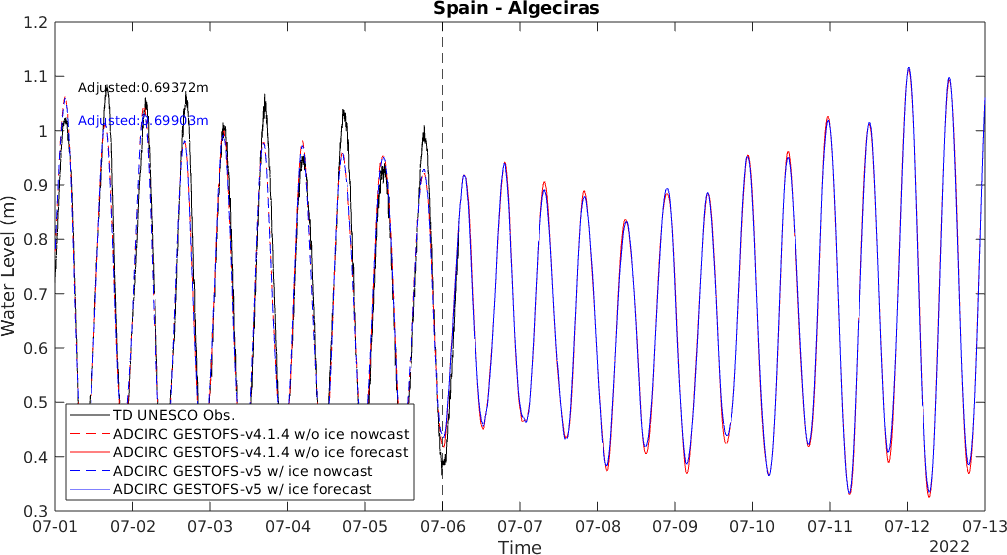 Spain - Algeciras
1.2
1.1
1
0.9
0.8
0.7
0.6
0.5
0.4
0.3
Water Level (m)
Adjusted:0.69372m
Adjusted:0.69903m
TD UNESCO Obs.
ADCIRC GESTOFS-v4.1.4 w/o ice nowcast
ADCIRC GESTOFS-v4.1.4 w/o ice forecast
ADCIRC GESTOFS-v5 w/ ice nowcast
ADCIRC GESTOFS-v5 w/ ice forecast
07-01 07-02 07-03 07-04 07-05 07-06 07-07 07-08 07-09 07-10 07-11 07-12 07-13
Time
2022